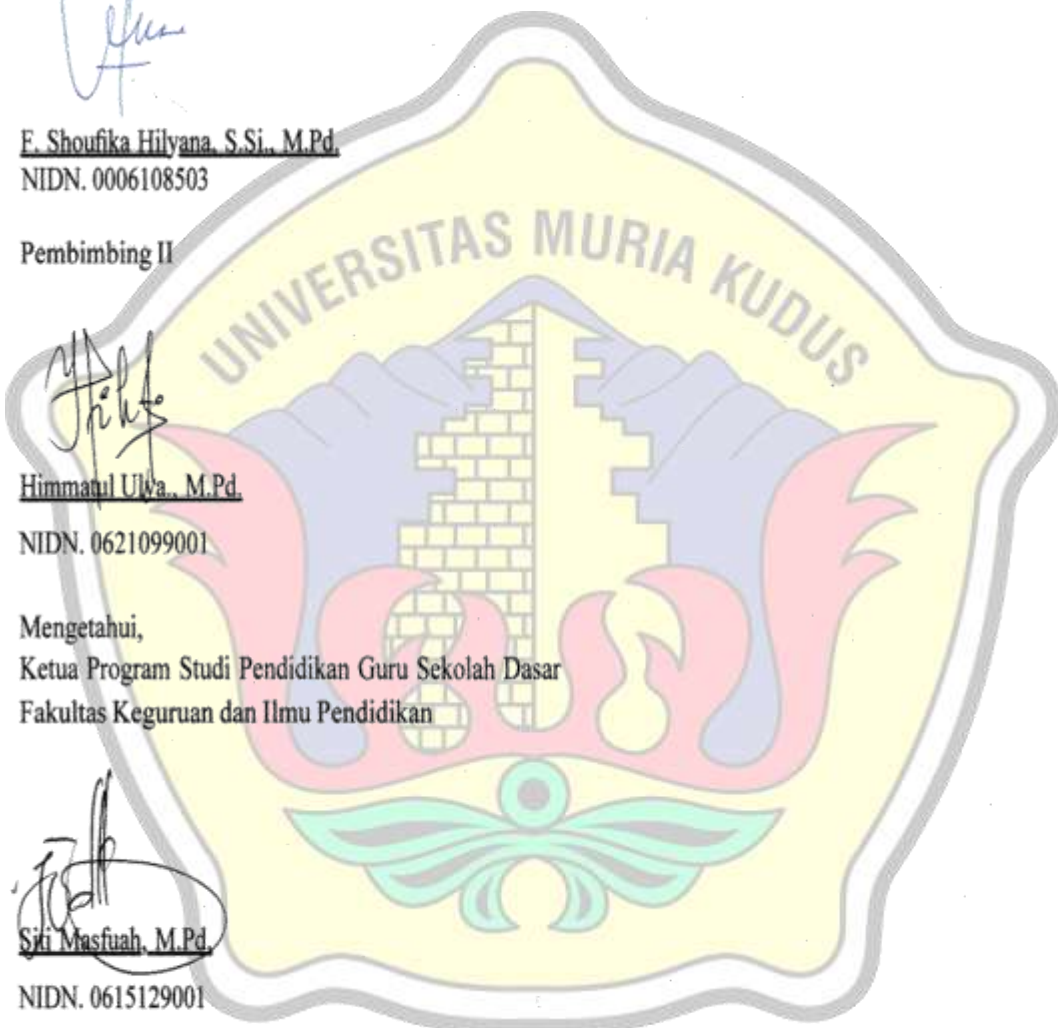 F. Shoufika Hilyana, S.Si., M.Pd.
NIDN. 0006108503
Pembimbing II
UNIVERSITAS MURIA KUDUS
Himmatul Ulya., M.Pd.
NIDN. 0621099001
Mengetahui,
Ketua Program Studi Pendidikan Guru Sekolah Dasar
Fakultas Keguruan dan Ilmu Pendidikan
Siti Masfuah, M.Pd.
NIDN. 0615129001